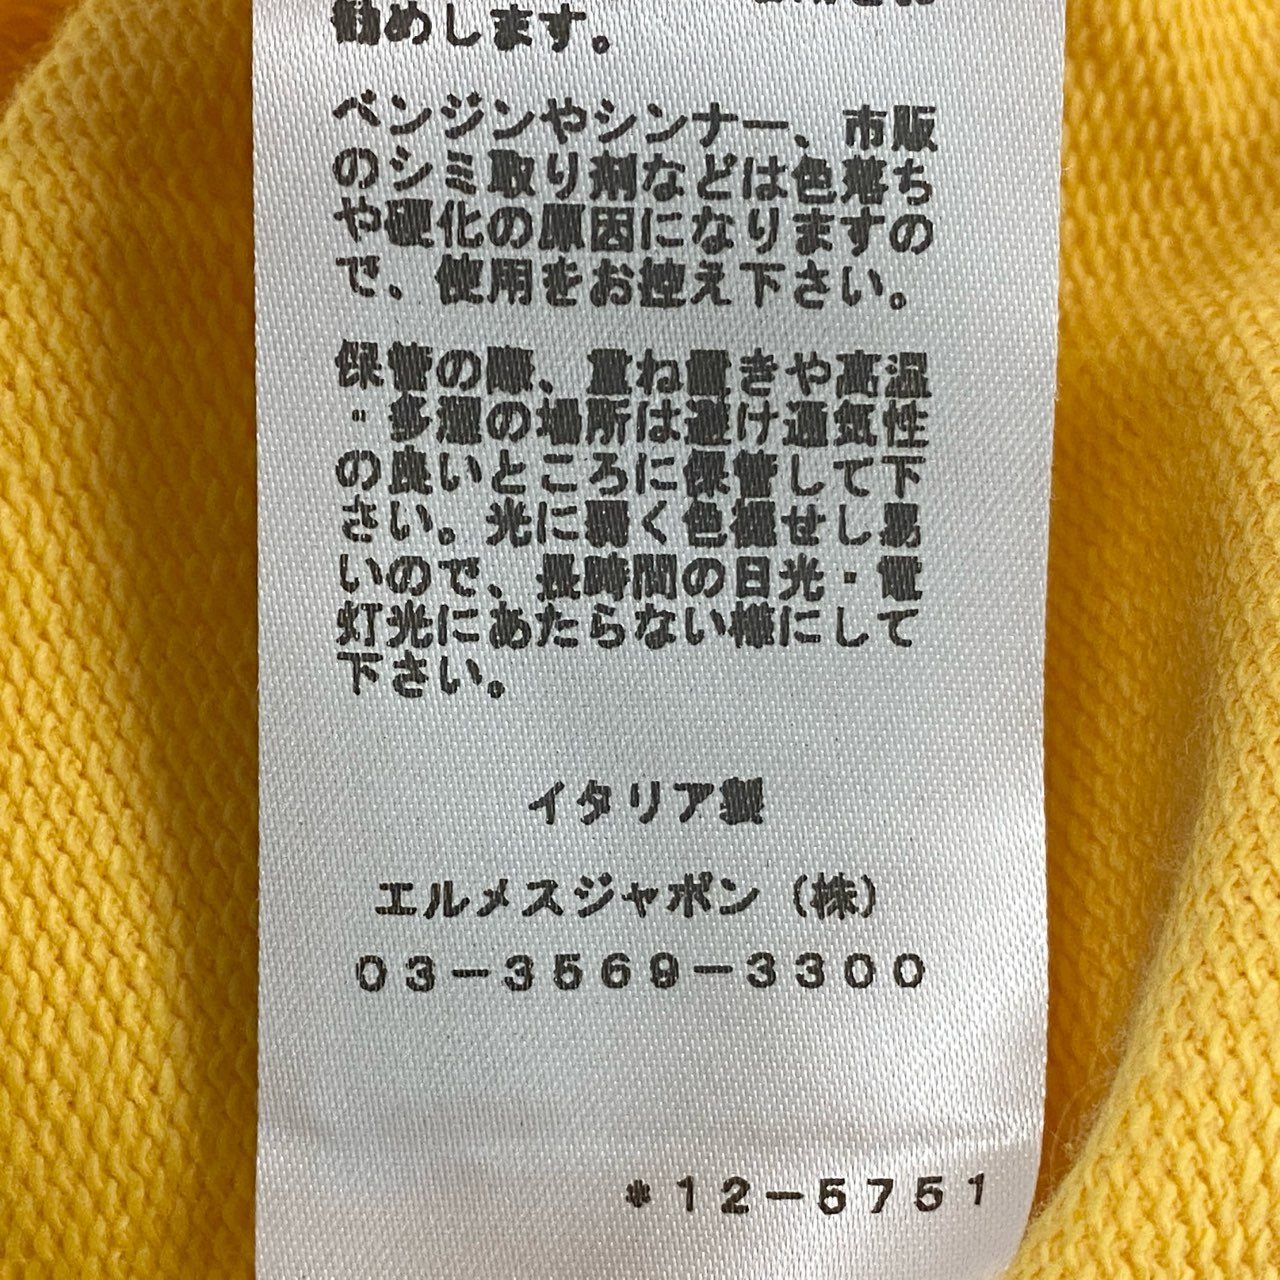 勧めします。
ベンジンやシンナー、市販
のシミ取り剤などは色落ち
や硬化の原因になりますの
で、使用をお控え下さい。
保管の際、重ね置きや高温
・多湿の場所は避け通気性
の良いところに保管して下
さい。光に弱く色褪せし易
いので、長時間の日光・電
灯光にあたらない様にして
下さい。
イタリア製
エルメスジャポン（株）
03-3569-3300
*12-5751